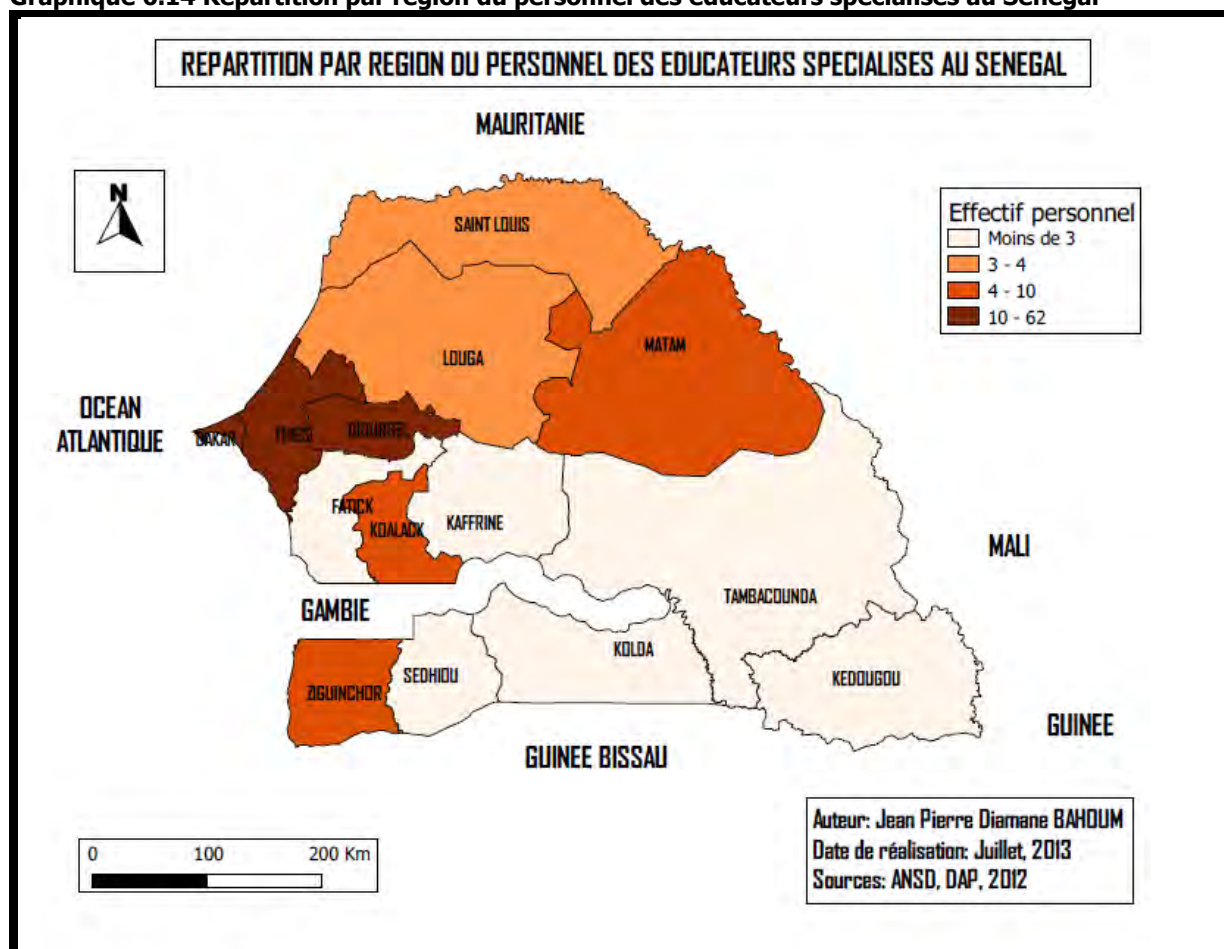 Graphique 6.14 Répartition par région du personnel des éducateurs spécialisés au Sénégal
REPARTITION PAR REGION DU PERSONNEL DES EDUCATEURS SPECIALISES AU SENEGAL
MAURITANIE
N
Effectif personnel
Moins de 3
3 - 4
4 - 10
10 - 62
SAINT LOUIS
MATAM
LOUGA
OCEAN
ATLANTIQUE
DAKAR
THIES
DIOURBEL
FATICK
KOALACK
KAFFRINE
MALI
TAMBACOUNDA
GAMBIE
KOLDA
SEDHIOU
KEDOUGOU
ZIGUINCHOR
GUINEE
GUINEE BISSAU
Auteur: Jean Pierre Diamane BAHOUM
Date de réalisation: Juillet, 2013
Sources: ANSD, DAP, 2012
0 100 200 Km